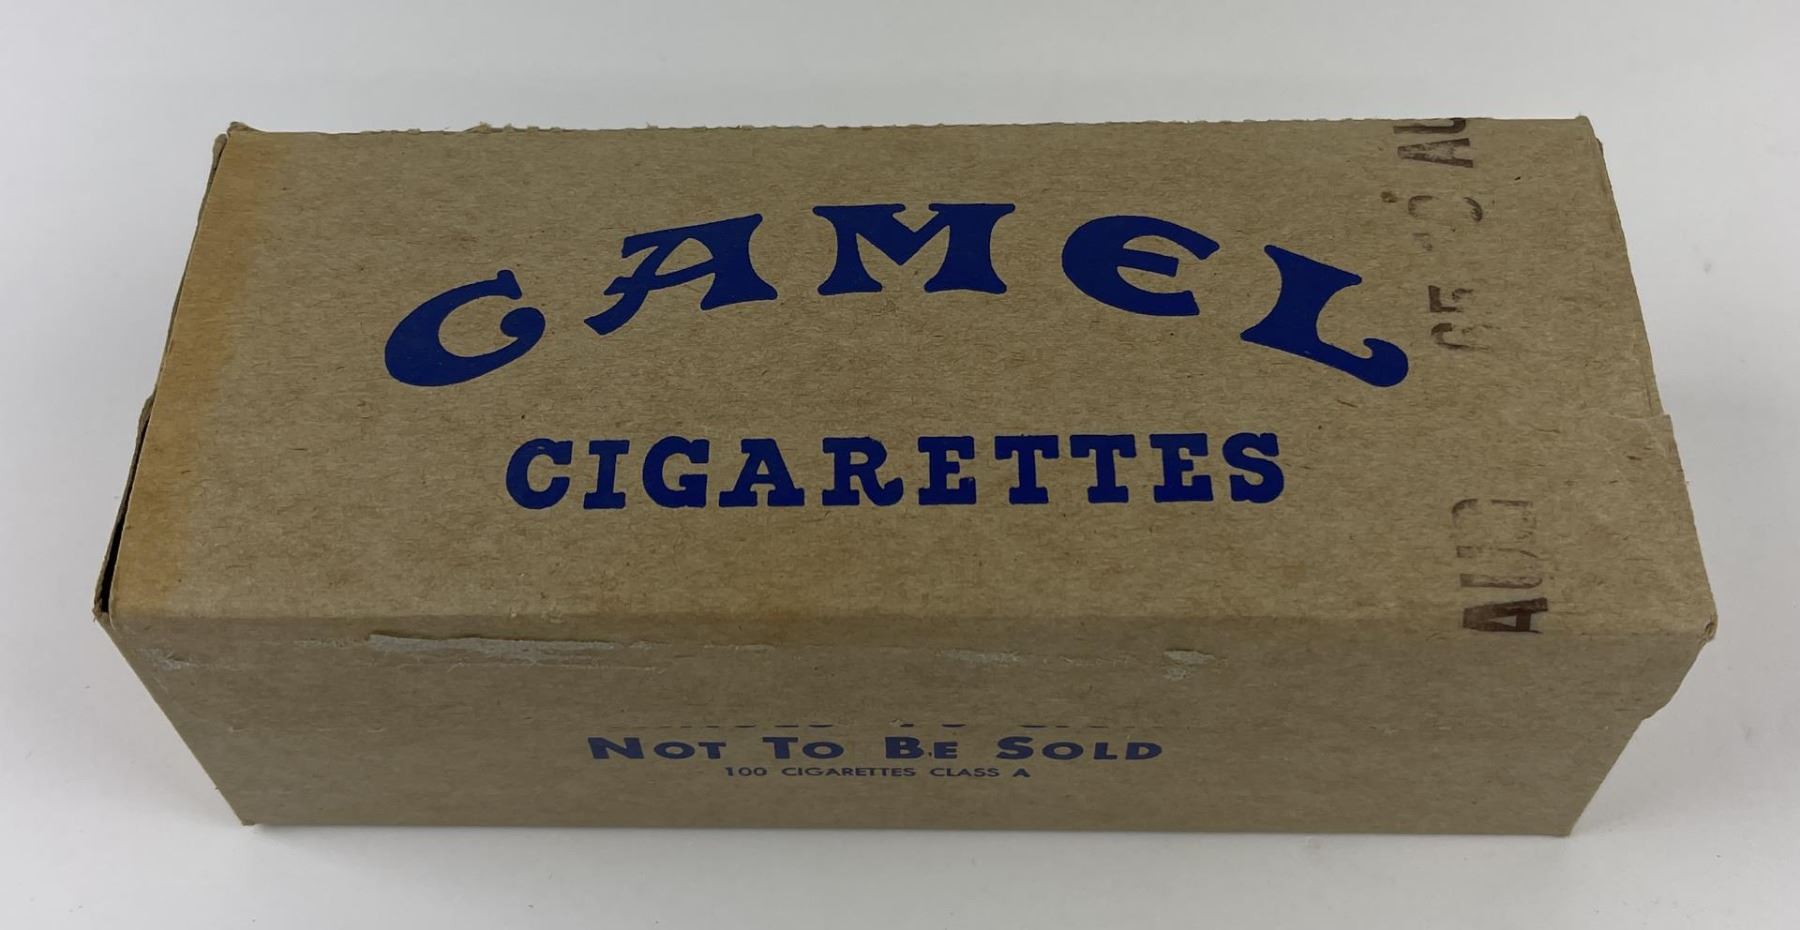 CAMEL
CIGARETTES
NOT TO BE SOLD
100 CIGARETTES CLASS A